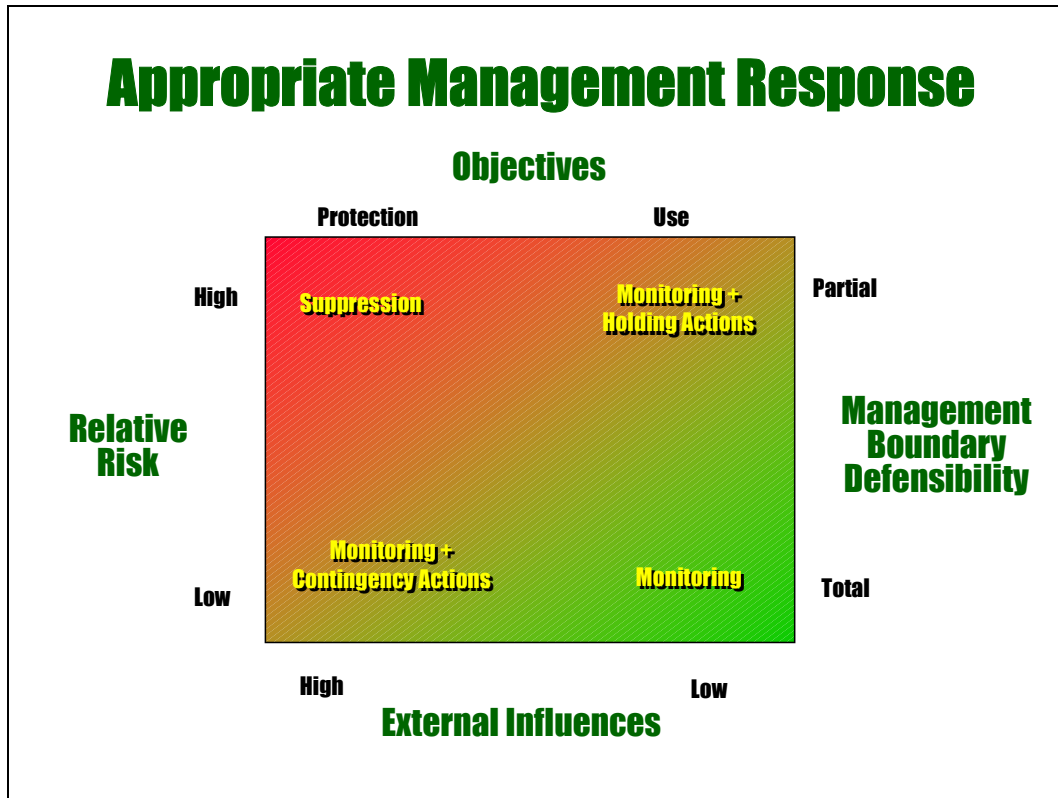 Appropriate Management Response
Objectives
Protection
Use
High
Suppression
Monitoring +
Holding Actions
Partial
Relative
Risk
Management
Boundary
Defensibility
Low
Monitoring +
Contingency Actions
Monitoring
Total
High
Low
External Influences